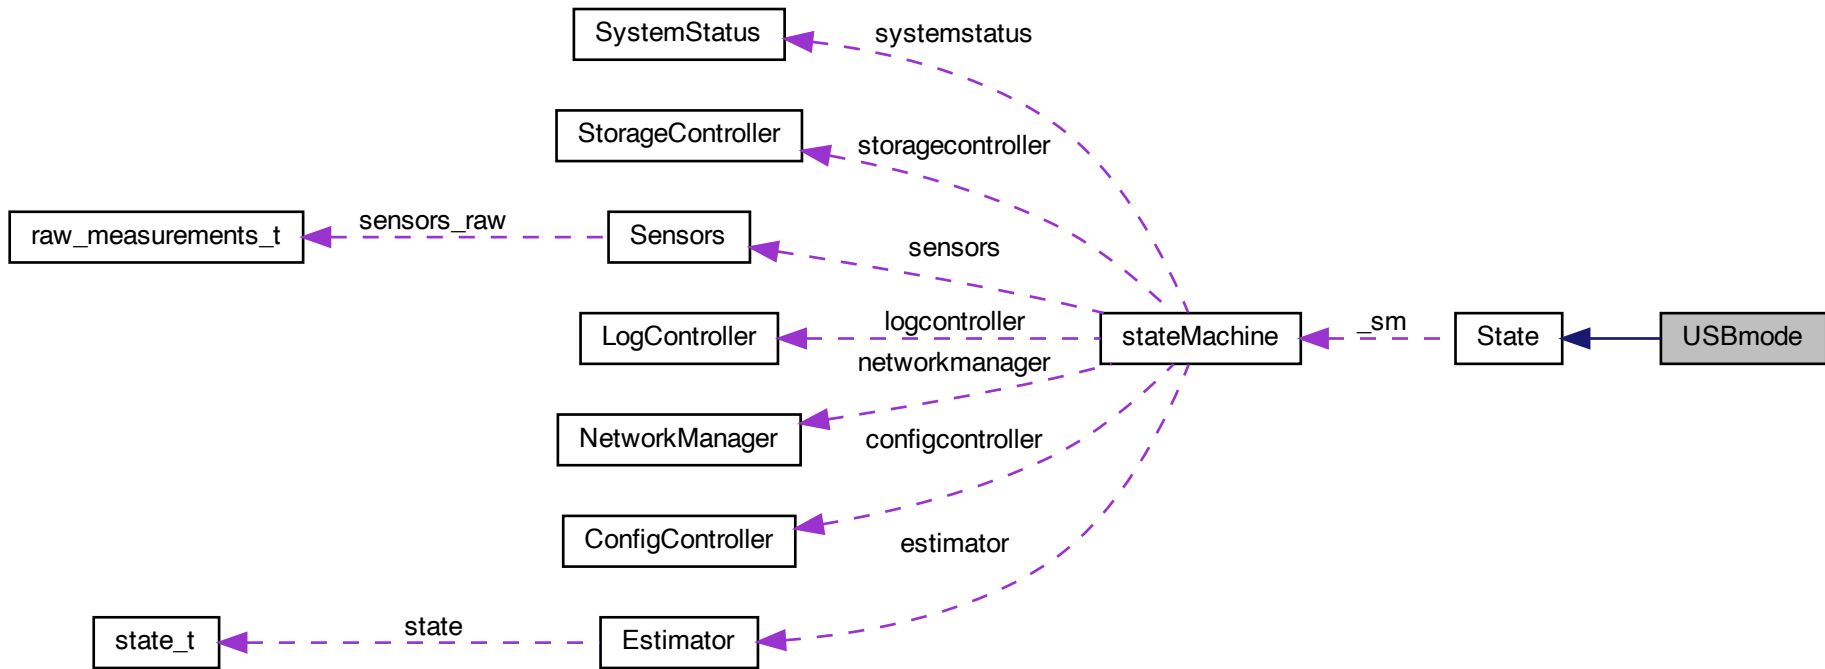 SystemStatus
systemstatus
StorageController
storagecontroller
raw_measurements_t
sensors_raw
Sensors
sensors
LogController
logcontroller
stateMachine
_sm
State
USBmode
networkmanager
NetworkManager
configcontroller
ConfigController
estimator
state_t
state
Estimator